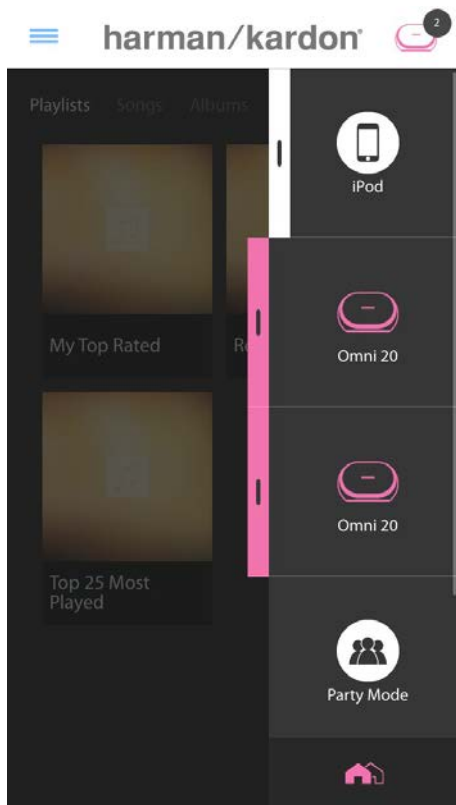 harman/kardon
2
Playlists Songs Albums
iPod
My Top Rated
Re
Omni 20
Omni 20
Top 25 Most
Played
Party Mode